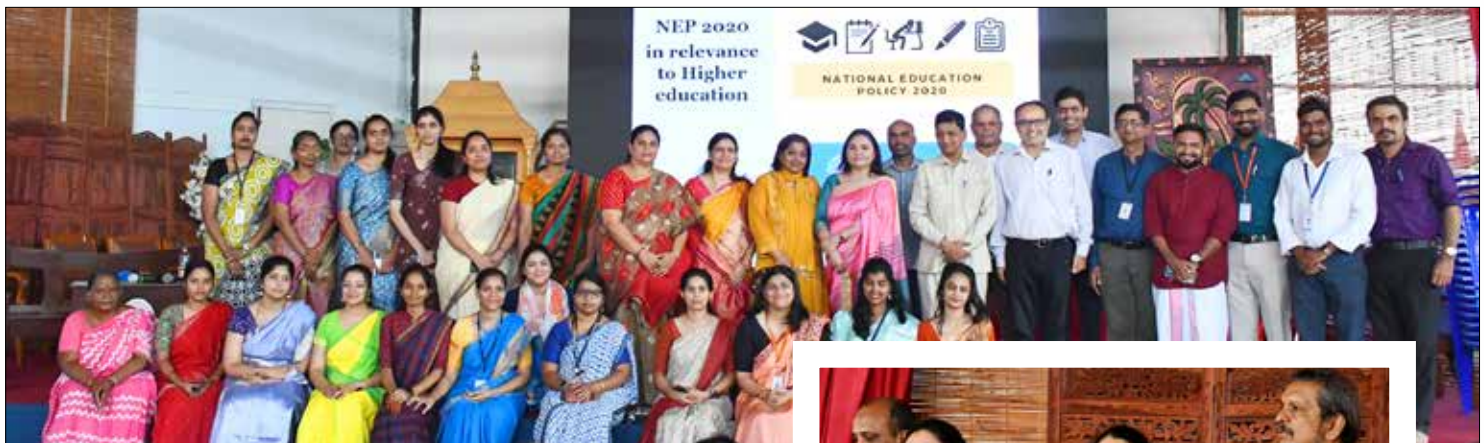 NEP 2020
in relevance
to Higher
education
NATIONAL EDUCATION
POLICY 2020